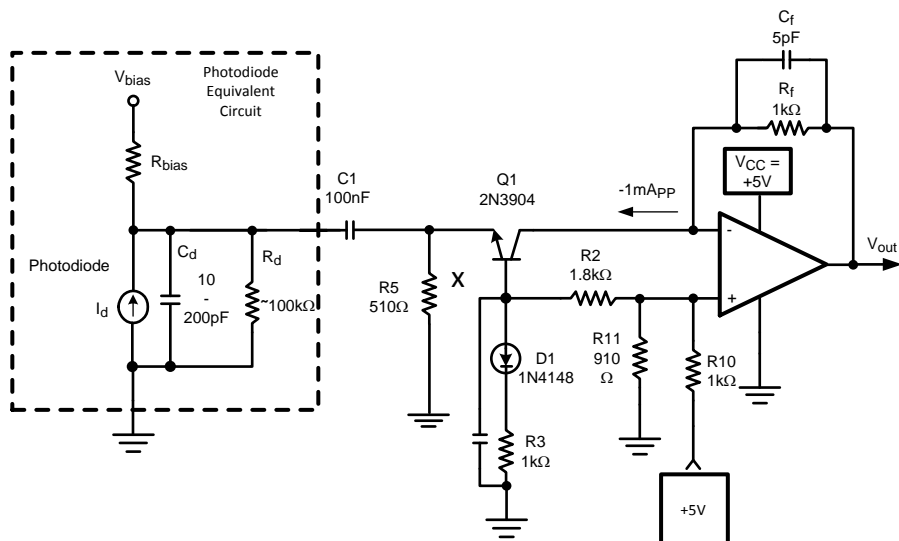 Photodiode
Equivalent
Circuit
Vbias
Rbias
Photodiode
Id
Cd
10
-
200pF
Rd
~100kΩ
C1
100nF
R5
510Ω
X
Q1
2N3904
-1mAPP
R2
1.8kΩ
D1
1N4148
R3
1kΩ
R11
910
Ω
R10
1kΩ
+5V
Cf
5pF
Rf
1kΩ
VCC =
+5V
-
+
Vout